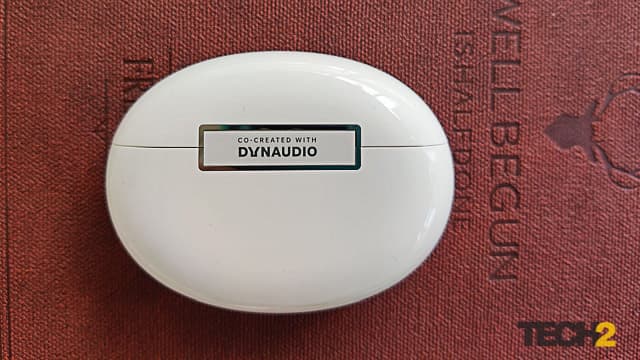 CO-CREATED WITH
DYNAUDIO
WELL BEGUN
IS HALF DONE
TECH2